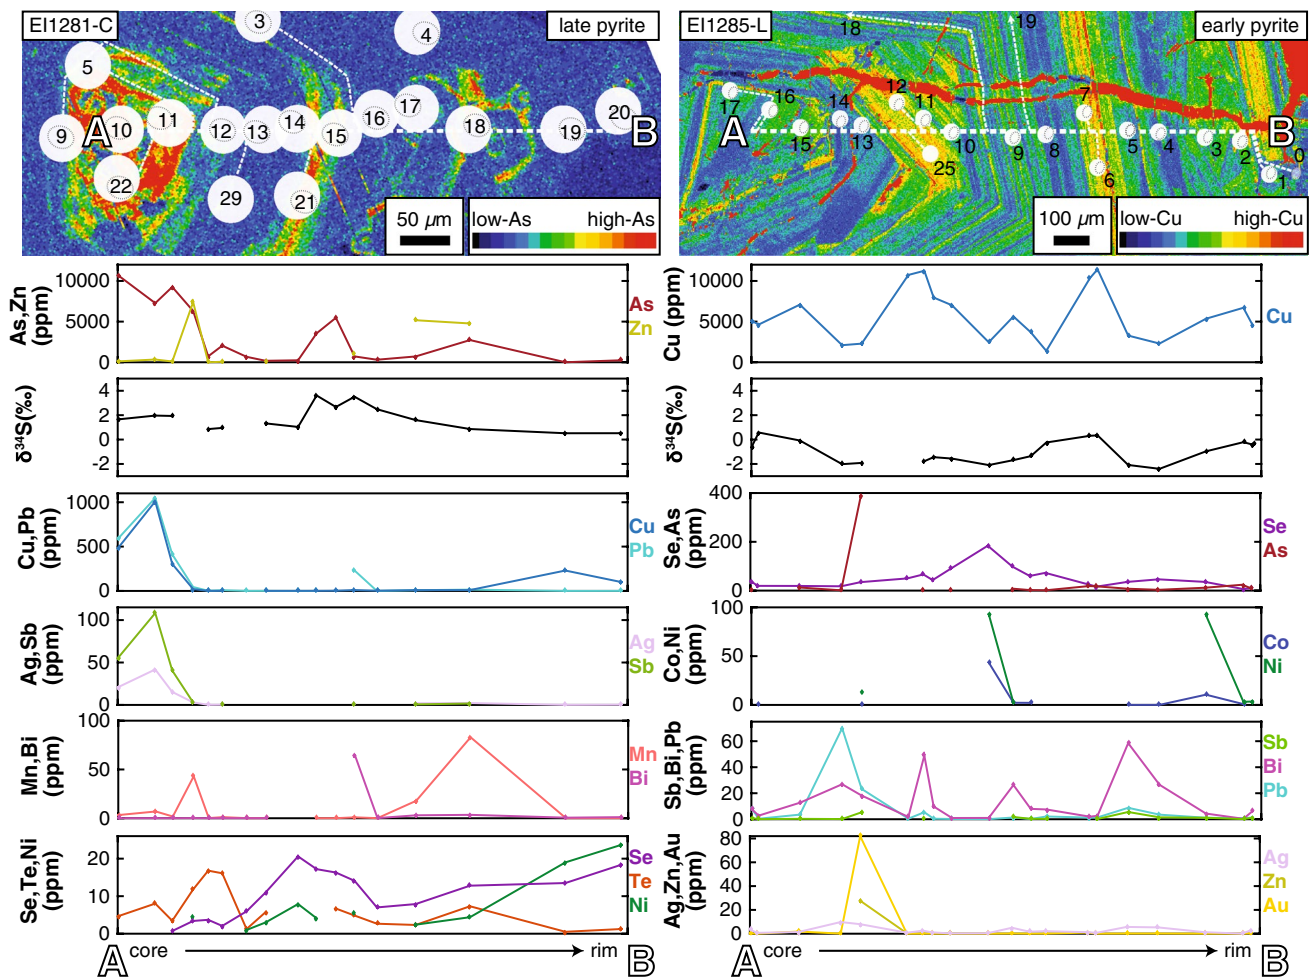 EI1281-C
late pyrite
3
4
5
9
A
10
11
12
13
14
15
16
17
18
19
20
B
22
29
21
50 µm
low-As high-As
EI1285-L
early pyrite
18
19
17
16
A
15
14
13
12
11
10
25
9
8
7
6
5
4
3
2
B
1
0
100 µm
low-Cu high-Cu
As,Zn
(ppm)
10000
5000
0
As
Zn
δ³⁴S(‰)
4
2
0
-2
Cu,Pb
(ppm)
1000
500
0
Cu
Pb
Ag,Sb
(ppm)
100
50
0
Ag
Sb
Mn,Bi
(ppm)
100
50
0
Mn
Bi
Se,Te,Ni
(ppm)
20
10
0
Se
Te
Ni
A core rim B
Cu (ppm)
10000
5000
0
Cu
δ³⁴S(‰)
4
2
0
-2
Se,As
(ppm)
400
200
0
Se
As
Co,Ni
(ppm)
100
50
0
Co
Ni
Sb,Bi,Pb
(ppm)
60
40
20
0
Sb
Bi
Pb
Ag,Zn,Au
(ppm)
80
60
40
20
0
Ag
Zn
Au
A core rim B